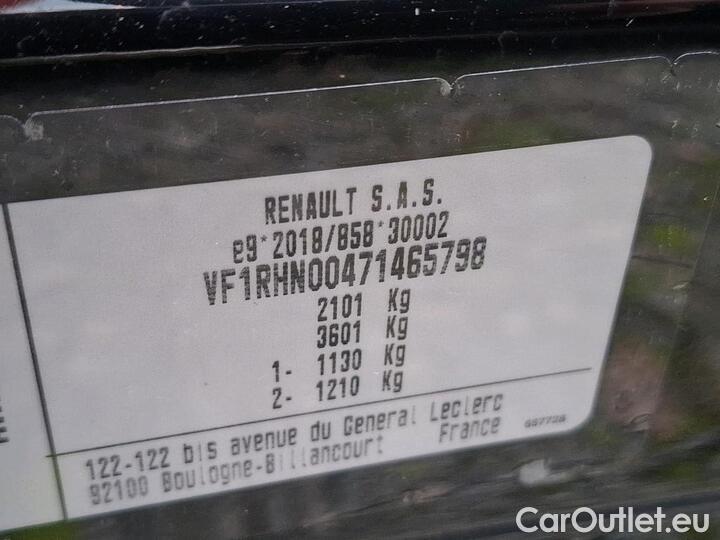 RENAULT S.A.S.
e9*2018/858*30002
VF1RHN00471465798
2101 Kg
3601 Kg
1- 1130 Kg
2- 1210 Kg
122-122 bis avenue du General Leclerc
92100 Boulogne-Billancourt France
CarOutlet.eu